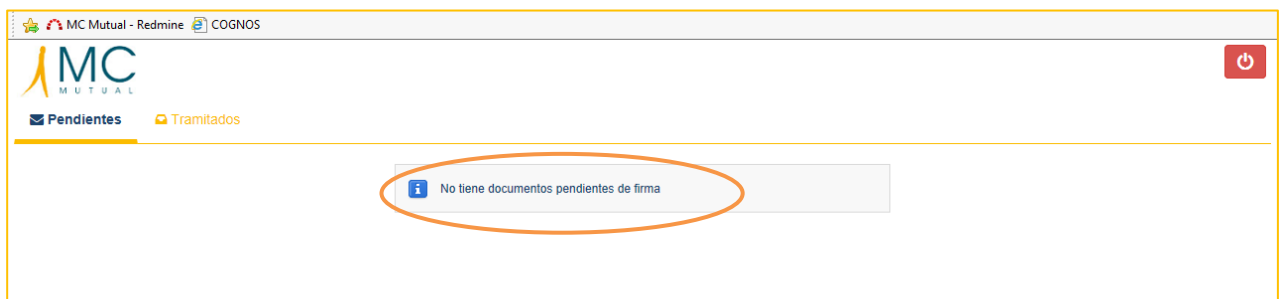 MC Mutual - Redmine COGNOS
MC
MUTUAL
Pendientes Tramitados
No tiene documentos pendientes de firma